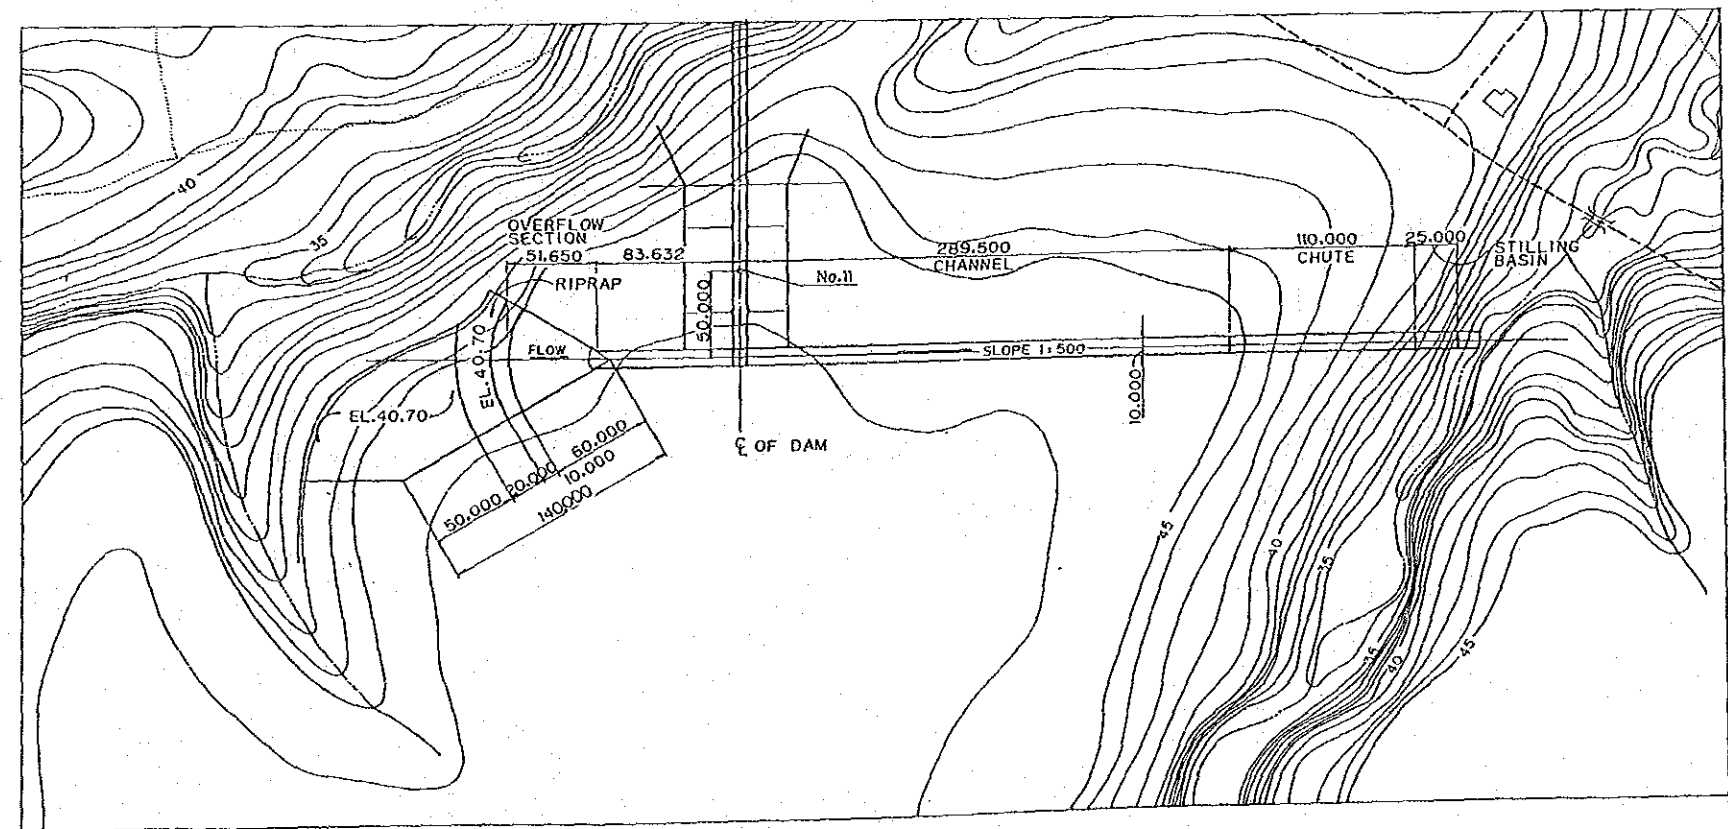 40
35
OVERFLOW
SECTION
51.650
83.632
289.500
CHANNEL
110.000
CHUTE
25.000
STILLING
BASIN
RIPRAP
No.11
50.000
FLOW
SLOPE 1:500
EL.40.70
EL.40.70
10.000
℄ OF DAM
50.000
20.000
60.000
10.000
140000
45
40
35
35
40
45